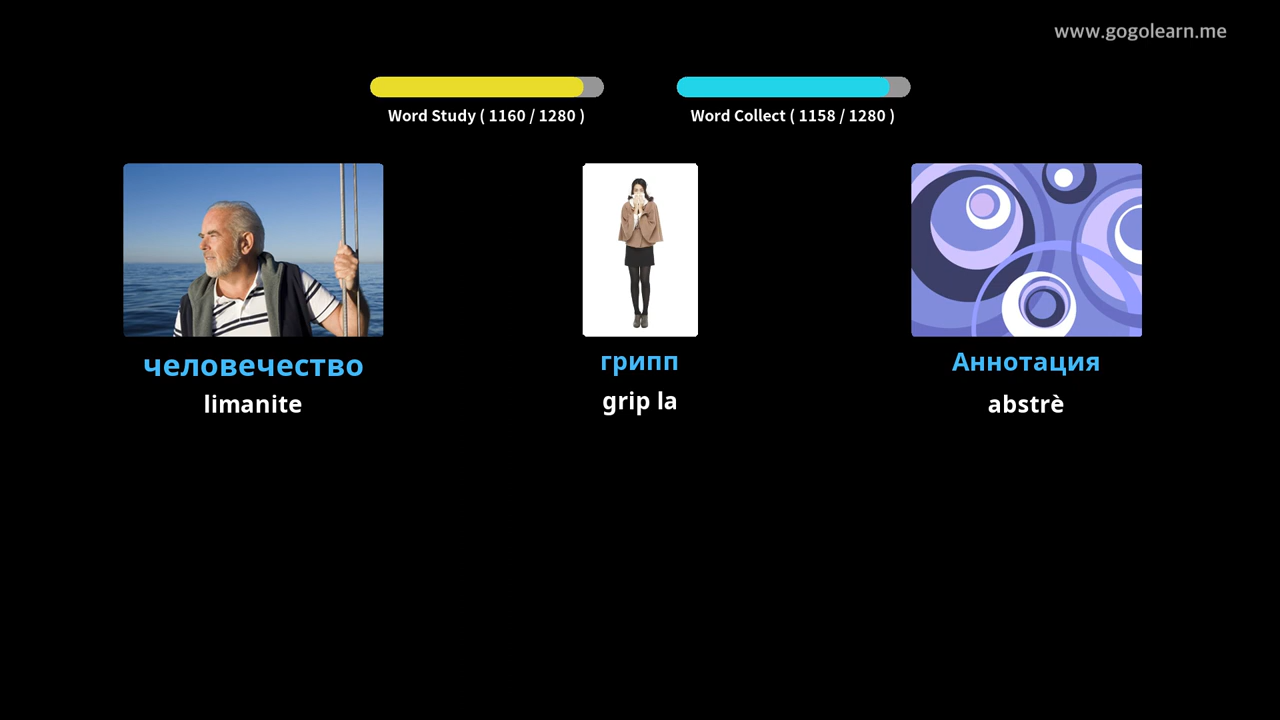 www.gogolearn.me
Word Study ( 1160 / 1280 )
Word Collect ( 1158 / 1280 )
человечество
limanite
грипп
grip la
Аннотация
abstrè